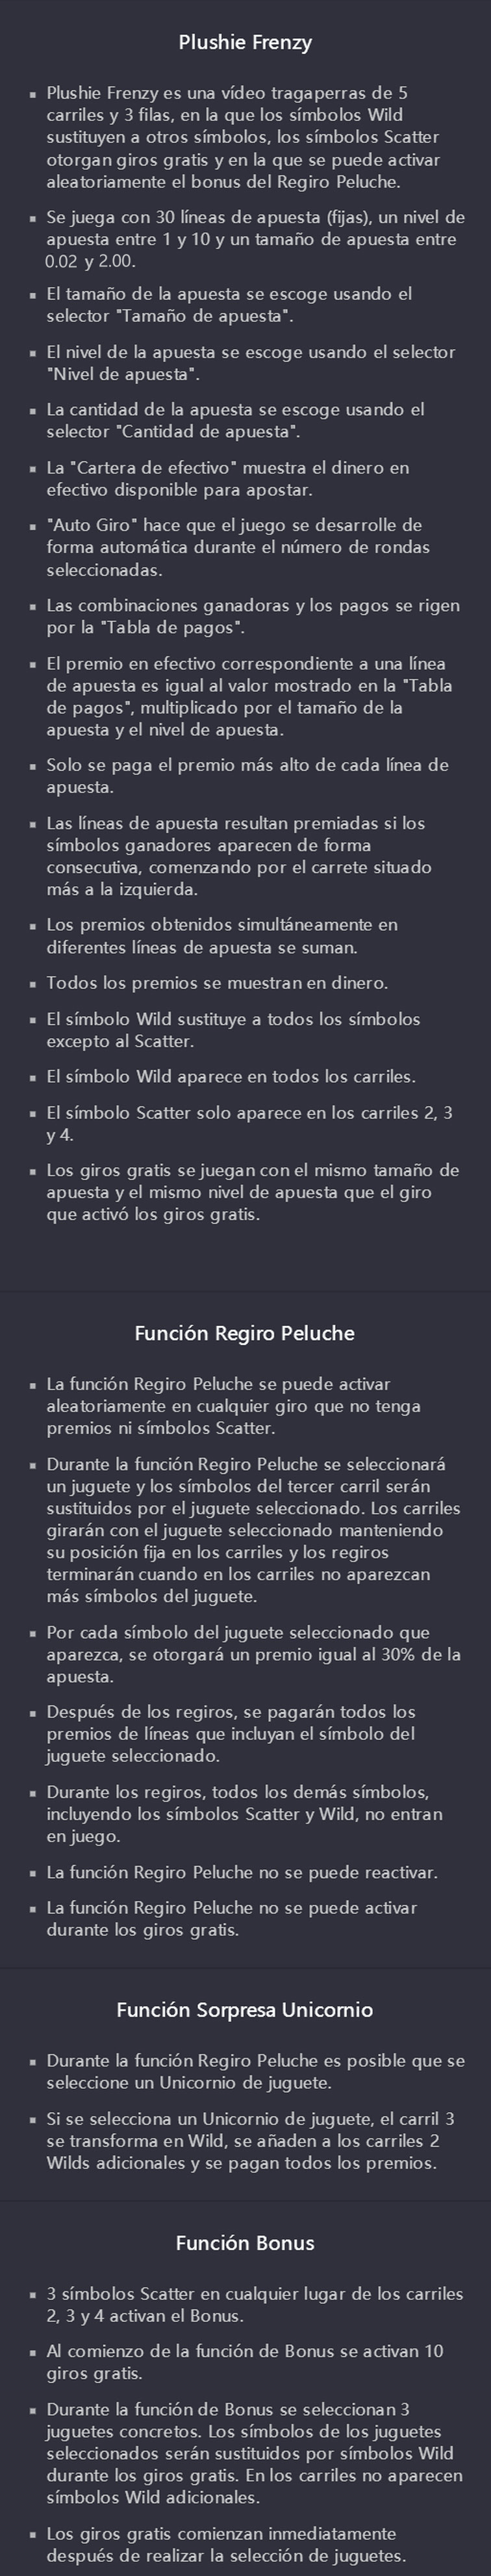 Plushie Frenzy
▪ Plushie Frenzy es una vídeo tragaperras de 5
carriles y 3 filas, en la que los símbolos Wild
sustituyen a otros símbolos, los símbolos Scatter
otorgan giros gratis y en la que se puede activar
aleatoriamente el bonus del Regiro Peluche.
▪ Se juega con 30 líneas de apuesta (fijas), un nivel de
apuesta entre 1 y 10 y un tamaño de apuesta entre
0.02 y 2.00.
▪ El tamaño de la apuesta se escoge usando el
selector "Tamaño de apuesta".
▪ El nivel de la apuesta se escoge usando el selector
"Nivel de apuesta".
▪ La cantidad de la apuesta se escoge usando el
selector "Cantidad de apuesta".
▪ La "Cartera de efectivo" muestra el dinero en
efectivo disponible para apostar.
▪ "Auto Giro" hace que el juego se desarrolle de
forma automática durante el número de rondas
seleccionadas.
▪ Las combinaciones ganadoras y los pagos se rigen
por la "Tabla de pagos".
▪ El premio en efectivo correspondiente a una línea
de apuesta es igual al valor mostrado en la "Tabla
de pagos", multiplicado por el tamaño de la
apuesta y el nivel de apuesta.
▪ Solo se paga el premio más alto de cada línea de
apuesta.
▪ Las líneas de apuesta resultan premiadas si los
símbolos ganadores aparecen de forma
consecutiva, comenzando por el carrete situado
más a la izquierda.
▪ Los premios obtenidos simultáneamente en
diferentes líneas de apuesta se suman.
▪ Todos los premios se muestran en dinero.
▪ El símbolo Wild sustituye a todos los símbolos
excepto al Scatter.
▪ El símbolo Wild aparece en todos los carriles.
▪ El símbolo Scatter solo aparece en los carriles 2, 3
y 4.
▪ Los giros gratis se juegan con el mismo tamaño de
apuesta y el mismo nivel de apuesta que el giro
que activó los giros gratis.
Función Regiro Peluche
▪ La función Regiro Peluche se puede activar
aleatoriamente en cualquier giro que no tenga
premios ni símbolos Scatter.
▪ Durante la función Regiro Peluche se seleccionará
un juguete y los símbolos del tercer carril serán
sustituidos por el juguete seleccionado. Los carriles
girarán con el juguete seleccionado manteniendo
su posición fija en los carriles y los regiros
terminarán cuando en los carriles no aparezcan
más símbolos del juguete.
▪ Por cada símbolo del juguete seleccionado que
aparezca, se otorgará un premio igual al 30% de la
apuesta.
▪ Después de los regiros, se pagarán todos los
premios de líneas que incluyan el símbolo del
juguete seleccionado.
▪ Durante los regiros, todos los demás símbolos,
incluyendo los símbolos Scatter y Wild, no entran
en juego.
▪ La función Regiro Peluche no se puede reactivar.
▪ La función Regiro Peluche no se puede activar
durante los giros gratis.
Función Sorpresa Unicornio
▪ Durante la función Regiro Peluche es posible que se
seleccione un Unicornio de juguete.
▪ Si se selecciona un Unicornio de juguete, el carril 3
se transforma en Wild, se añaden a los carriles 2
Wilds adicionales y se pagan todos los premios.
Función Bonus
▪ 3 símbolos Scatter en cualquier lugar de los carriles
2, 3 y 4 activan el Bonus.
▪ Al comienzo de la función de Bonus se activan 10
giros gratis.
▪ Durante la función de Bonus se seleccionan 3
juguetes concretos. Los símbolos de los juguetes
seleccionados serán sustituidos por símbolos Wild
durante los giros gratis. En los carriles no aparecen
símbolos Wild adicionales.
▪ Los giros gratis comienzan inmediatamente
después de realizar la selección de juguetes.